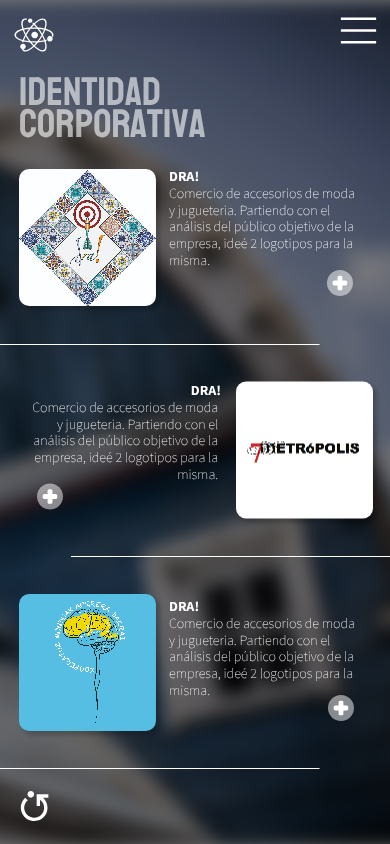 IDENTIDAD
CORPORATIVA
DRA!
Comercio de accesorios de moda
y jugueteria. Partiendo con el
análisis del público objetivo de la
empresa, ideé 2 logotipos para la
misma.
dra!
DRA!
Comercio de accesorios de moda
y jugueteria. Partiendo con el
análisis del público objetivo de la
empresa, ideé 2 logotipos para la
misma.
METRóPOLIS
DRA!
Comercio de accesorios de moda
y jugueteria. Partiendo con el
análisis del público objetivo de la
empresa, ideé 2 logotipos para la
misma.